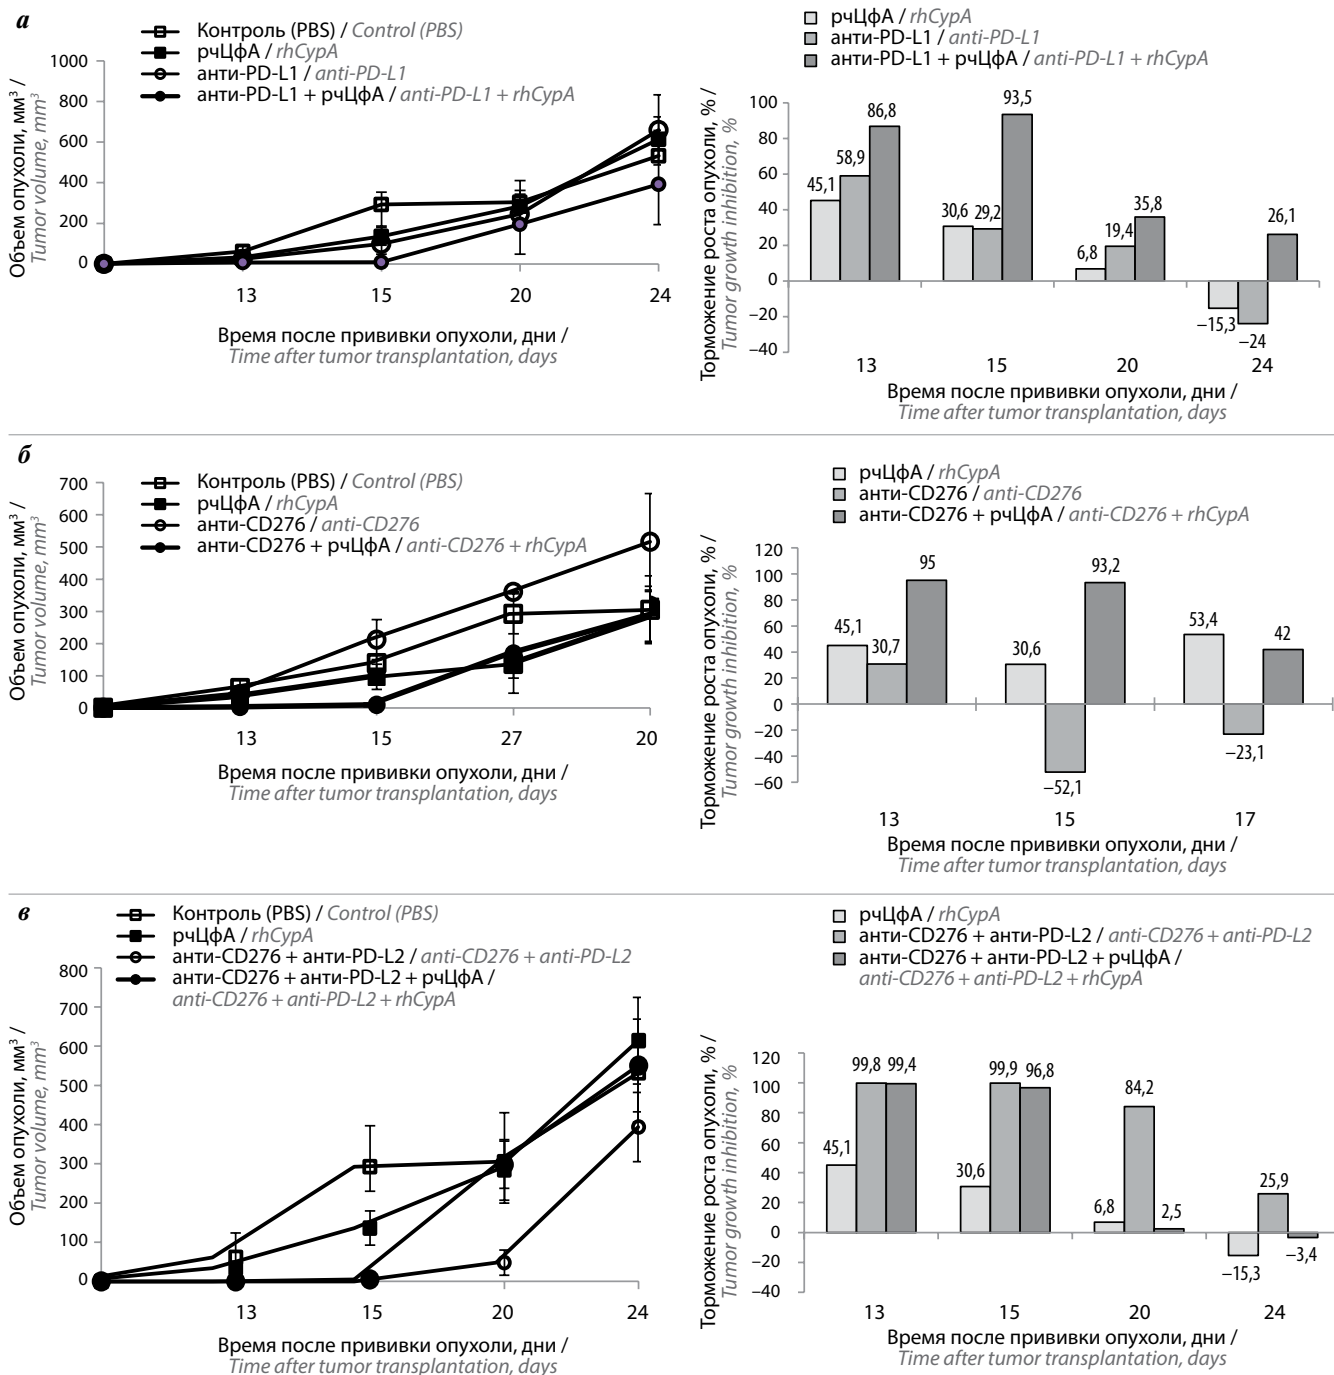 а
Контроль (PBS) / Control (PBS)
рчЦфА / rhCypA
анти-PD-L1 / anti-PD-L1
анти-PD-L1 + рчЦфА / anti-PD-L1 + rhCypA
Объем опухоли, мм³ /
Tumor volume, mm³
1000
800
600
400
200
0
13 15 20 24
Время после прививки опухоли, дни /
Time after tumor transplantation, days
рчЦфА / rhCypA
анти-PD-L1 / anti-PD-L1
анти-PD-L1 + рчЦфА / anti-PD-L1 + rhCypA
Торможение роста опухоли, % /
Tumor growth inhibition, %
100
80
60
40
20
0
−20
−40
45,1 58,9 86,8
30,6 29,2 93,5
6,8 19,4 35,8
−15,3 −24 26,1
13 15 20 24
Время после прививки опухоли, дни /
Time after tumor transplantation, days
б
Контроль (PBS) / Control (PBS)
рчЦфА / rhCypA
анти-CD276 / anti-CD276
анти-CD276 + рчЦфА / anti-CD276 + rhCypA
Объем опухоли, мм³ /
Tumor volume, mm³
700
600
500
400
300
200
100
0
13 15 27 20
Время после прививки опухоли, дни /
Time after tumor transplantation, days
рчЦфА / rhCypA
анти-CD276 / anti-CD276
анти-CD276 + рчЦфА / anti-CD276 + rhCypA
Торможение роста опухоли, % /
Tumor growth inhibition, %
120
100
80
60
40
20
0
−20
−40
−60
45,1 30,7 95
30,6 −52,1 93,2
53,4 −23,1 42
13 15 17
Время после прививки опухоли, дни /
Time after tumor transplantation, days
в
Контроль (PBS) / Control (PBS)
рчЦфА / rhCypA
анти-CD276 + анти-PD-L2 / anti-CD276 + anti-PD-L2
анти-CD276 + анти-PD-L2 + рчЦфА /
anti-CD276 + anti-PD-L2 + rhCypA
Объем опухоли, мм³ /
Tumor volume, mm³
800
700
600
500
400
300
200
100
0
13 15 20 24
Время после прививки опухоли, дни /
Time after tumor transplantation, days
рчЦфА / rhCypA
анти-CD276 + анти-PD-L2 / anti-CD276 + anti-PD-L2
анти-CD276 + анти-PD-L2 + рчЦфА /
anti-CD276 + anti-PD-L2 + rhCypA
Торможение роста опухоли, % /
Tumor growth inhibition, %
120
100
80
60
40
20
0
−20
−40
45,1 99,8 99,4
30,6 99,9 96,8
6,8 84,2 2,5
−15,3 25,9 −3,4
13 15 20 24
Время после прививки опухоли, дни /
Time after tumor transplantation, days